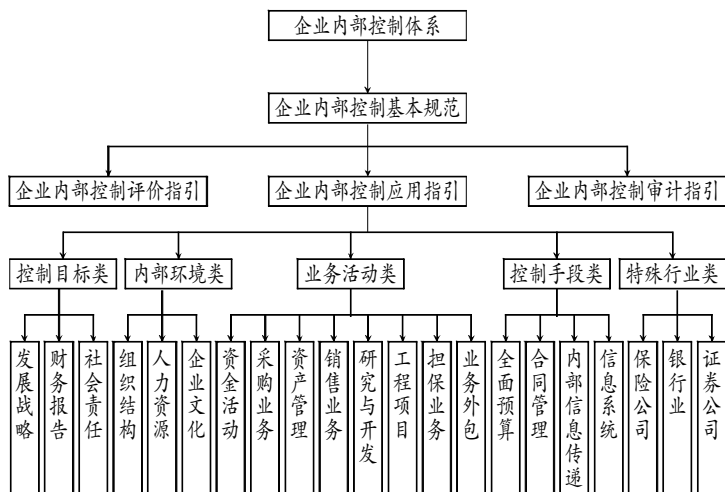 企业内部控制体系
企业内部控制基本规范
企业内部控制评价指引
企业内部控制应用指引
企业内部控制审计指引
控制目标类
内部环境类
业务活动类
控制手段类
特殊行业类
发展战略
财务报告
社会责任
组织结构
人力资源
企业文化
资金活动
采购业务
资产管理
销售业务
研究与开发
工程项目
担保业务
业务外包
全面预算
合同管理
内部信息传递
信息系统
保险公司
银行业
证券公司